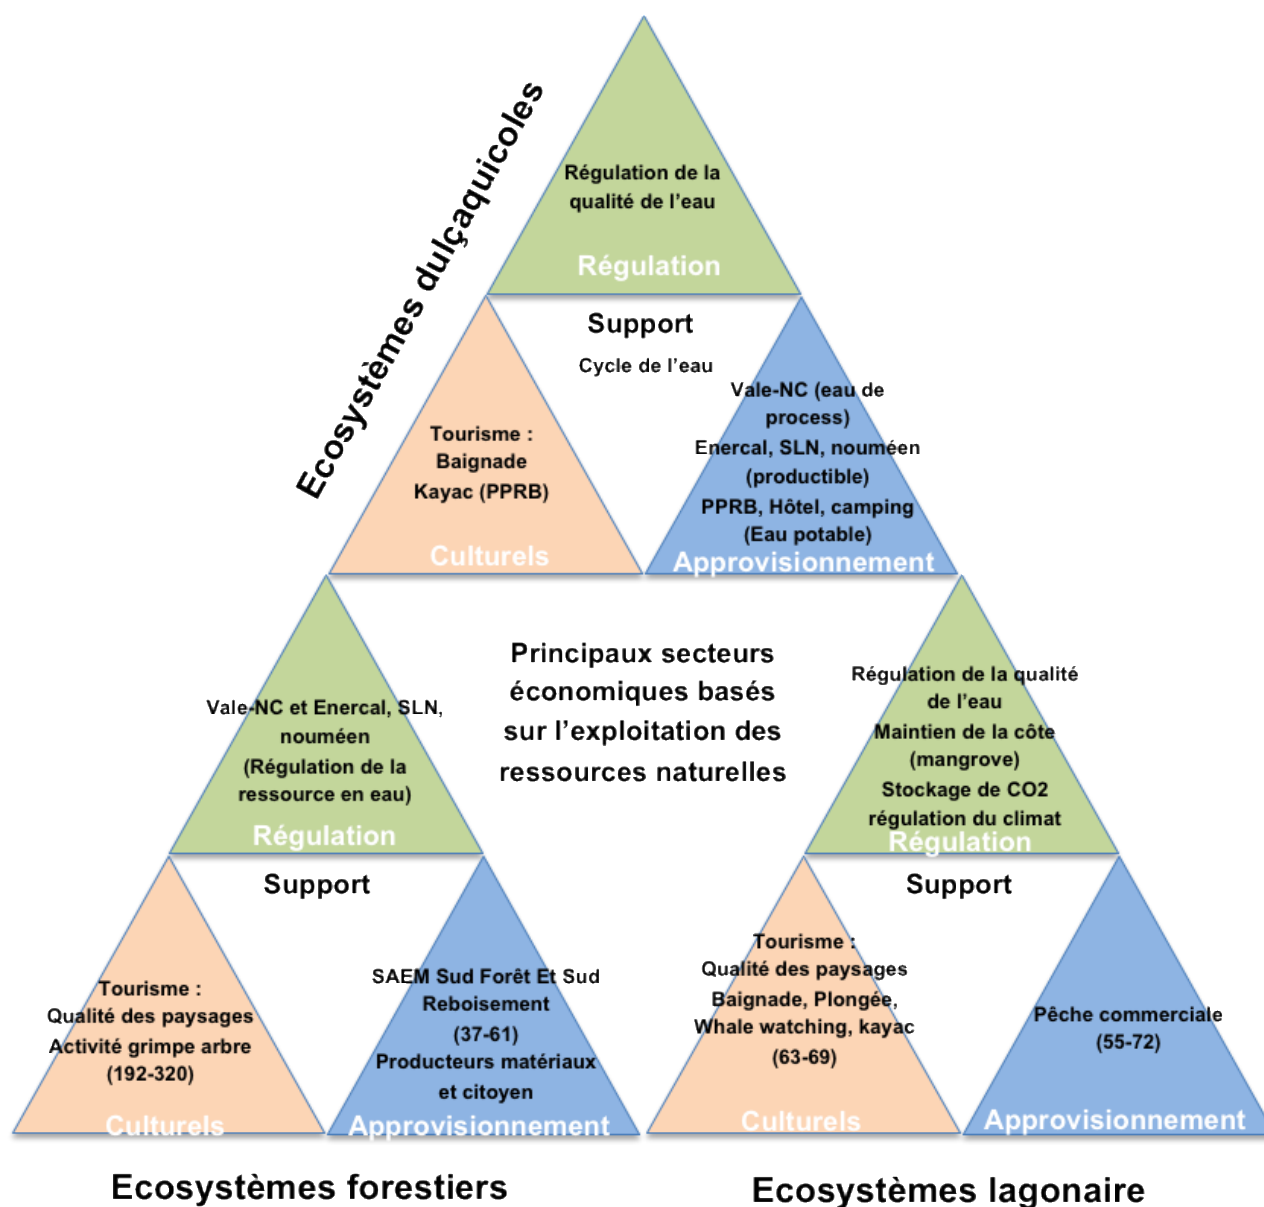 Ecosystèmes dulçaquicoles
Régulation de la
qualité de l'eau
Régulation
Support
Cycle de l'eau
Tourisme :
Baignade
Kayac (PPRB)
Culturels
Vale-NC (eau de
process)
Enercal, SLN, nouméen
(productible)
PPRB, Hôtel, camping
(Eau potable)
Approvisionnement
Principaux secteurs
économiques basés
sur l'exploitation des
ressources naturelles
Vale-NC et Enercal, SLN,
nouméen
(Régulation de la
ressource en eau)
Régulation
Support
Tourisme :
Qualité des paysages
Activité grimpe arbre
(192-320)
Culturels
SAEM Sud Forêt Et Sud
Reboisement
(37-61)
Producteurs matériaux
et citoyen
Approvisionnement
Ecosystèmes forestiers
Régulation de la qualité
de l'eau
Maintien de la côte
(mangrove)
Stockage de CO2
régulation du climat
Régulation
Support
Tourisme :
Qualité des paysages
Baignade, Plongée,
Whale watching, kayac
(63-69)
Culturels
Pêche commerciale
(55-72)
Approvisionnement
Ecosystèmes lagonaire